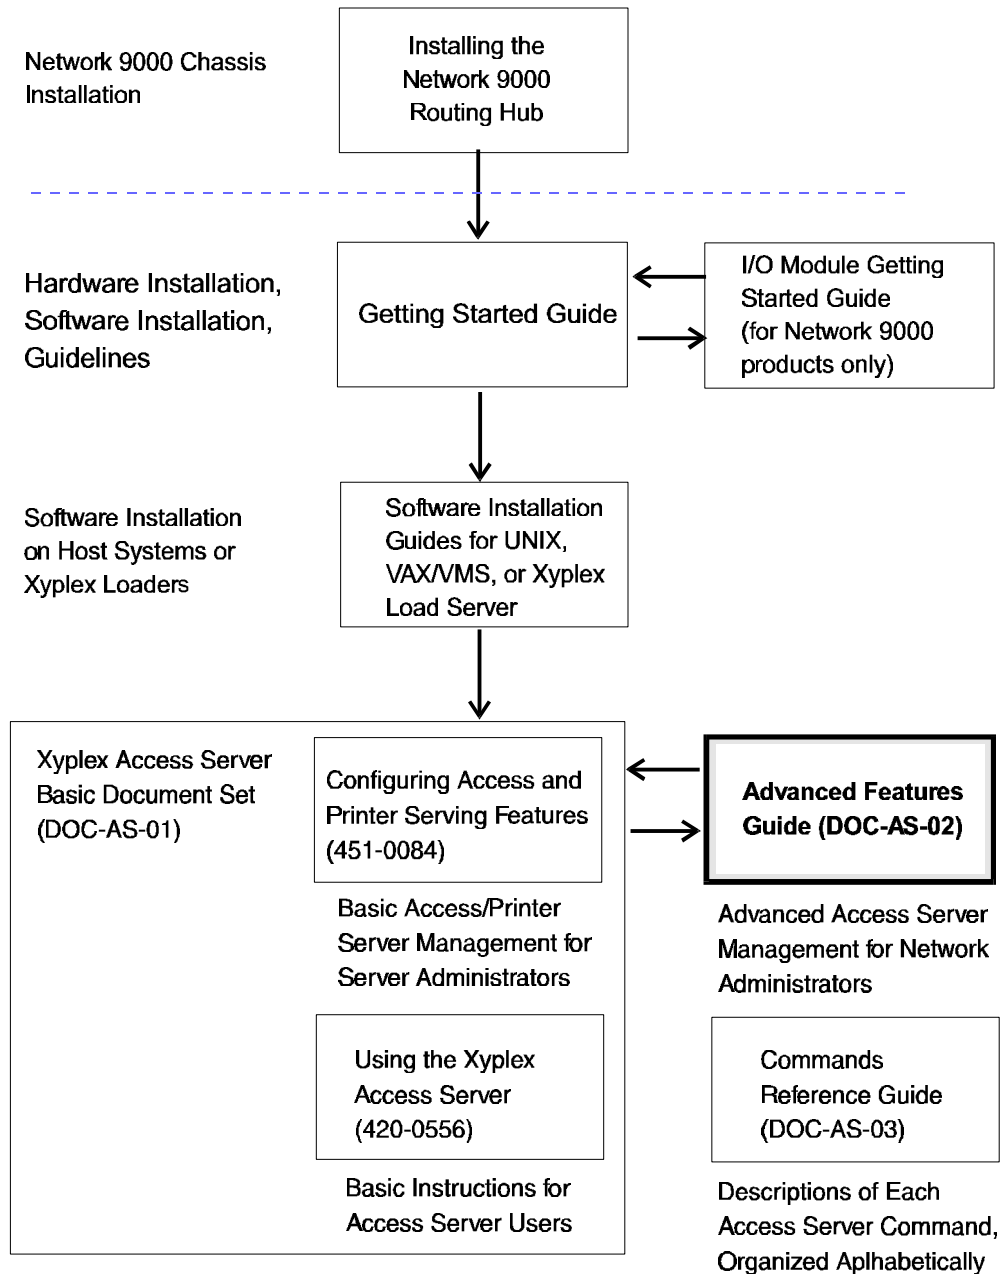 Network 9000 Chassis
Installation
Installing the
Network 9000
Routing Hub
Hardware Installation,
Software Installation,
Guidelines
Getting Started Guide
I/O Module Getting
Started Guide
(for Network 9000
products only)
Software Installation
on Host Systems or
Xyplex Loaders
Software Installation
Guides for UNIX,
VAX/VMS, or Xyplex
Load Server
Xyplex Access Server
Basic Document Set
(DOC-AS-01)
Configuring Access and
Printer Serving Features
(451-0084)
Basic Access/Printer
Server Management for
Server Administrators
Advanced Features
Guide (DOC-AS-02)
Advanced Access Server
Management for Network
Administrators
Using the Xyplex
Access Server
(420-0556)
Basic Instructions for
Access Server Users
Commands
Reference Guide
(DOC-AS-03)
Descriptions of Each
Access Server Command,
Organized Aplhabetically